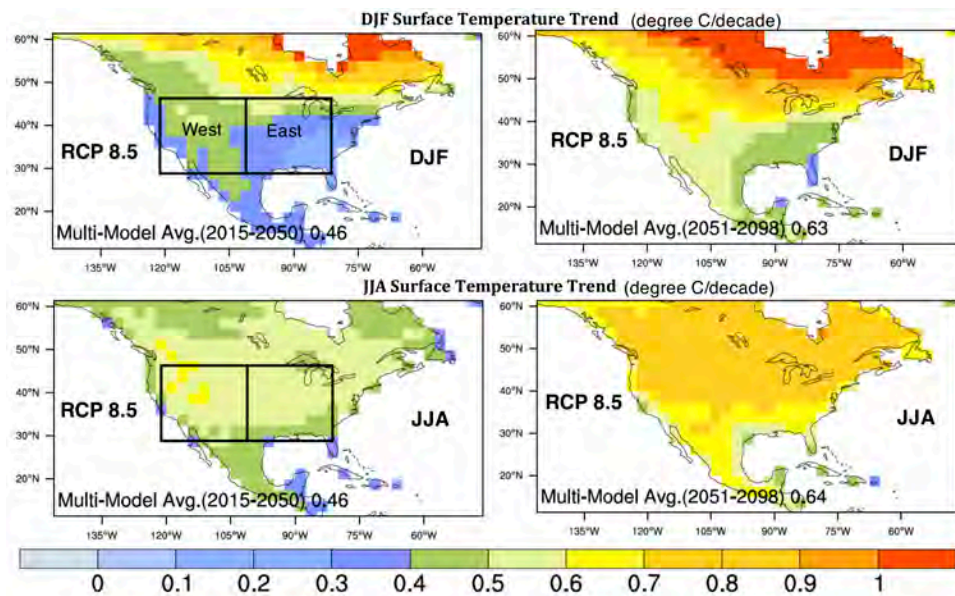 DJF Surface Temperature Trend (degree C/decade)
60°N
50°N
40°N
30°N
20°N
West East
RCP 8.5
DJF
Multi-Model Avg.(2015-2050) 0.46
135°W 120°W 105°W 90°W 75°W 60°W
60°N
50°N
40°N
30°N
20°N
RCP 8.5
DJF
Multi-Model Avg.(2051-2098) 0.63
135°W 120°W 105°W 90°W 75°W 60°W
JJA Surface Temperature Trend (degree C/decade)
60°N
50°N
40°N
30°N
20°N
RCP 8.5
JJA
Multi-Model Avg.(2015-2050) 0.46
135°W 120°W 105°W 90°W 75°W 60°W
60°N
50°N
40°N
30°N
20°N
RCP 8.5
JJA
Multi-Model Avg.(2051-2098) 0.64
135°W 120°W 105°W 90°W 75°W 60°W
0 0.1 0.2 0.3 0.4 0.5 0.6 0.7 0.8 0.9 1